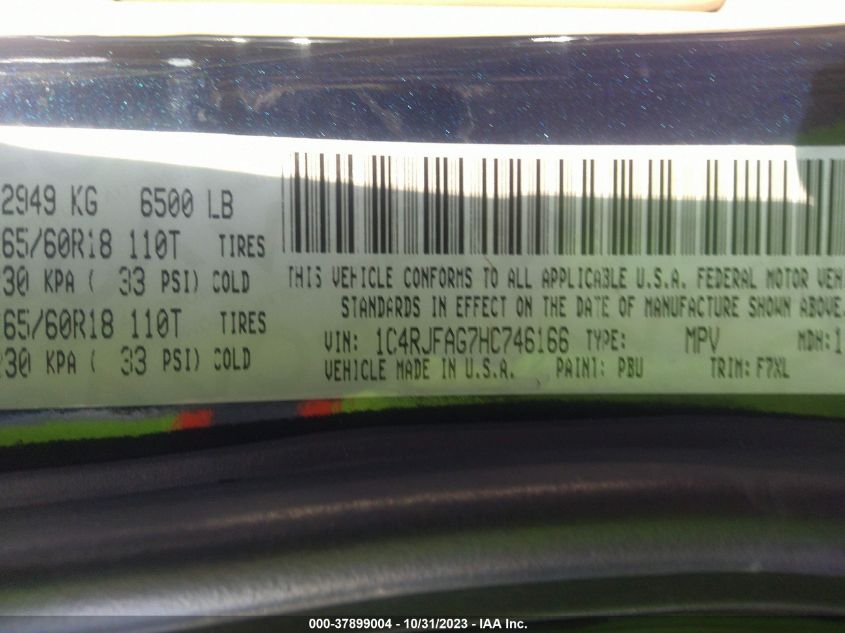 2949 KG 6500 LB
65/60R18 110T TIRES
30 KPA ( 33 PSI) COLD
65/60R18 110T TIRES
230 KPA ( 33 PSI) COLD
THIS VEHICLE CONFORMS TO ALL APPLICABLE U.S.A. FEDERAL MOTOR VEH
STANDARDS IN EFFECT ON THE DATE OF MANUFACTURE SHOWN ABOVE.
VIN: 1C4RJFAG7HC746166 TYPE: MPV MDH:1
VEHICLE MADE IN U.S.A. PAINT: PBU TRIM: F7XL
000-37899004 - 10/31/2023 - IAA Inc.